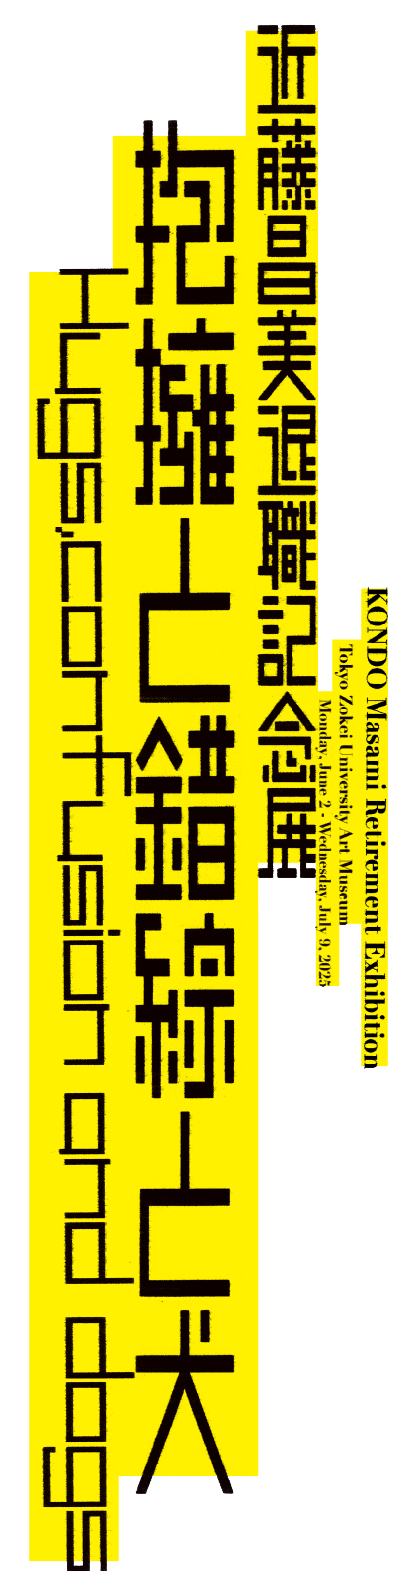 KONDO Masami Retirement Exhibition
Tokyo Zokei University Art Museum
Monday, June 2 - Wednesday, July 9, 2025
近藤昌美退職記念展
抱擁と錯綜と犬
Hugs,confusion and dogs